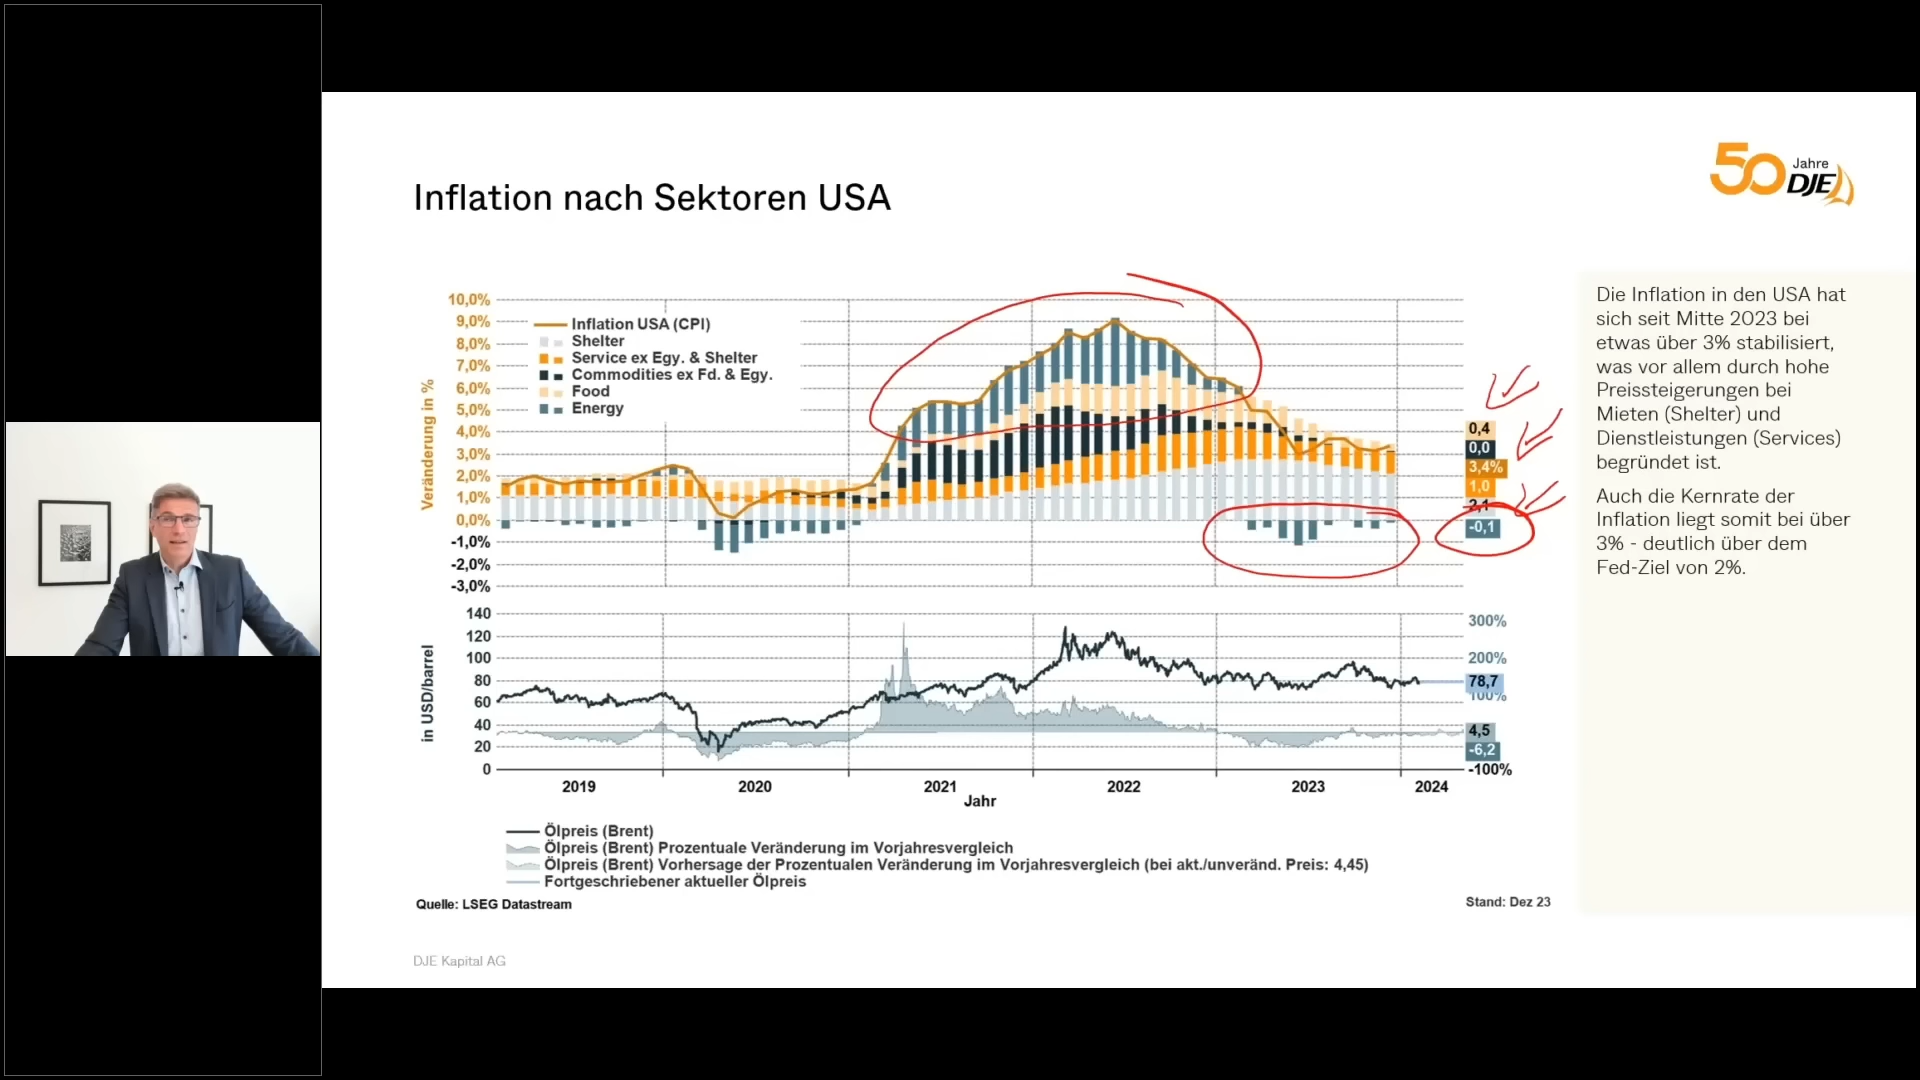 50 Jahre DJE
Inflation nach Sektoren USA
10,0%
9,0%
8,0%
7,0%
6,0%
5,0%
4,0%
3,0%
2,0%
1,0%
0,0%
-1,0%
-2,0%
-3,0%
Veränderung in %
Inflation USA (CPI)
Shelter
Service ex Egy. & Shelter
Commodities ex Fd. & Egy.
Food
Energy
0,4
0,0
3,4%
1,0
2,1
-0,1
140
120
100
80
60
40
20
0
in USD/barrel
300%
200%
78,7
100%
4,5
-6,2
-100%
2019
2020
2021
2022
2023
2024
Jahr
Ölpreis (Brent)
Ölpreis (Brent) Prozentuale Veränderung im Vorjahresvergleich
Ölpreis (Brent) Vorhersage der Prozentualen Veränderung im Vorjahresvergleich (bei akt./unveränd. Preis: 4,45)
Fortgeschriebener aktueller Ölpreis
Quelle: LSEG Datastream
Stand: Dez 23
DJE Kapital AG
Die Inflation in den USA hat
sich seit Mitte 2023 bei
etwas über 3% stabilisiert,
was vor allem durch hohe
Preissteigerungen bei
Mieten (Shelter) und
Dienstleistungen (Services)
begründet ist.
Auch die Kernrate der
Inflation liegt somit bei über
3% - deutlich über dem
Fed-Ziel von 2%.